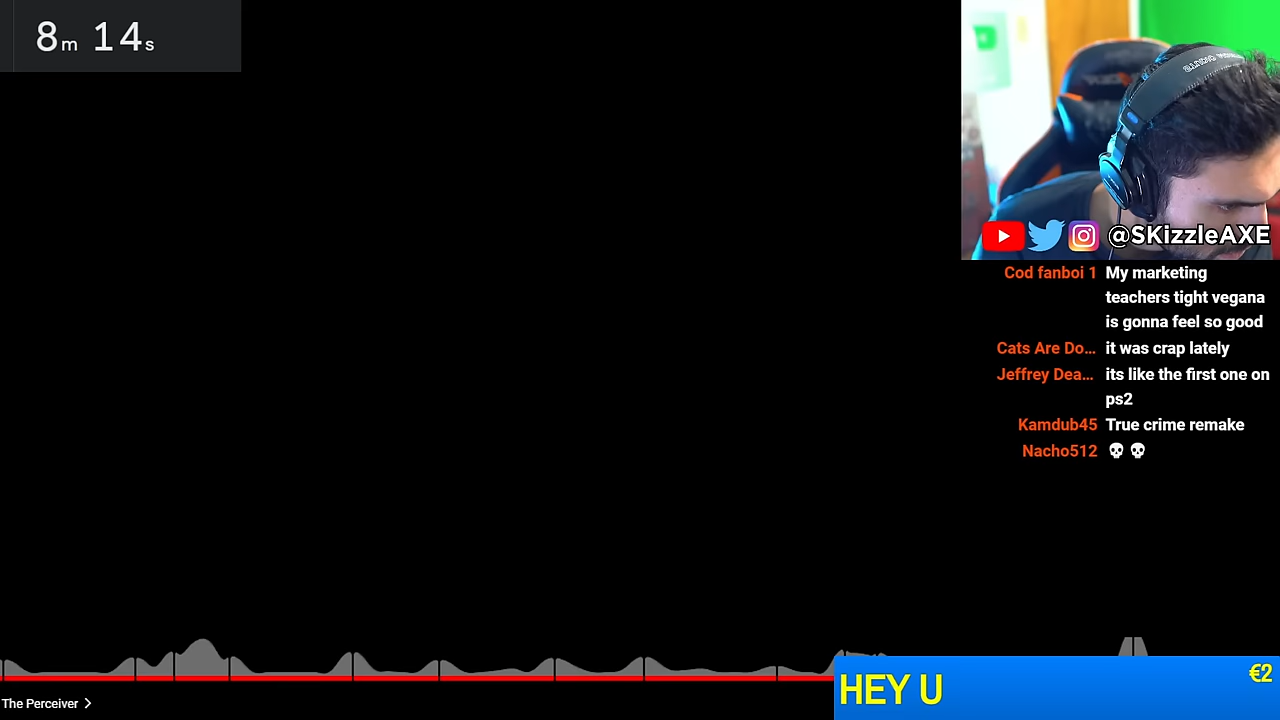 8m 14s
@SKizzleAXE
Cod fanboi 1 My marketing
teachers tight vegana
is gonna feel so good
Cats Are Do… it was crap lately
Jeffrey Dea… its like the first one on
ps2
Kamdub45 True crime remake
Nacho512 💀💀
The Perceiver
HEY U
€2